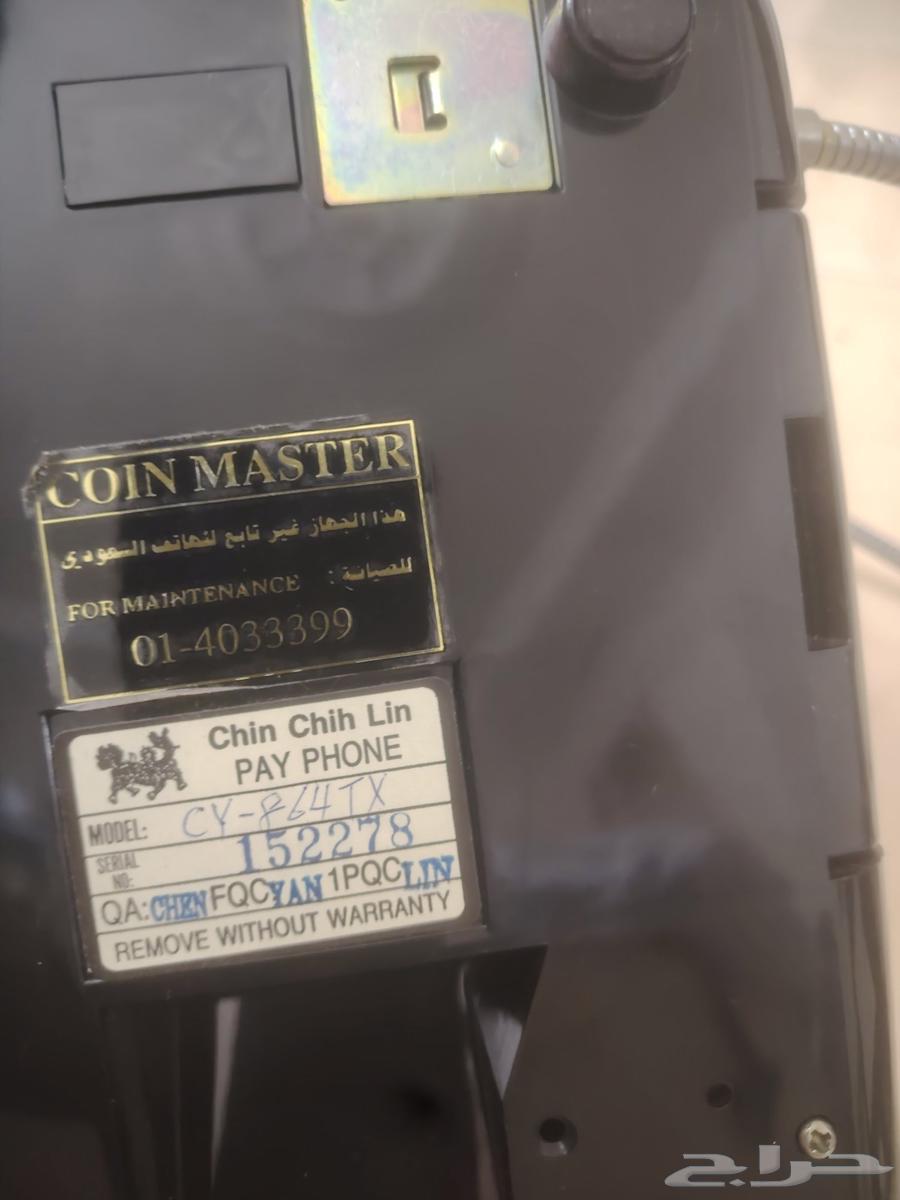 COIN MASTER
هذا الجهاز غير تابع لتهاتف السعودي
للصيانة :
FOR MAINTENANCE
01-4033399
Chin Chih Lin
PAY PHONE
MODEL: CY-864TX
SERIAL NO: 152278
QA:CHEN FQC YAN 1PQC LIN
REMOVE WITHOUT WARRANTY
حراج